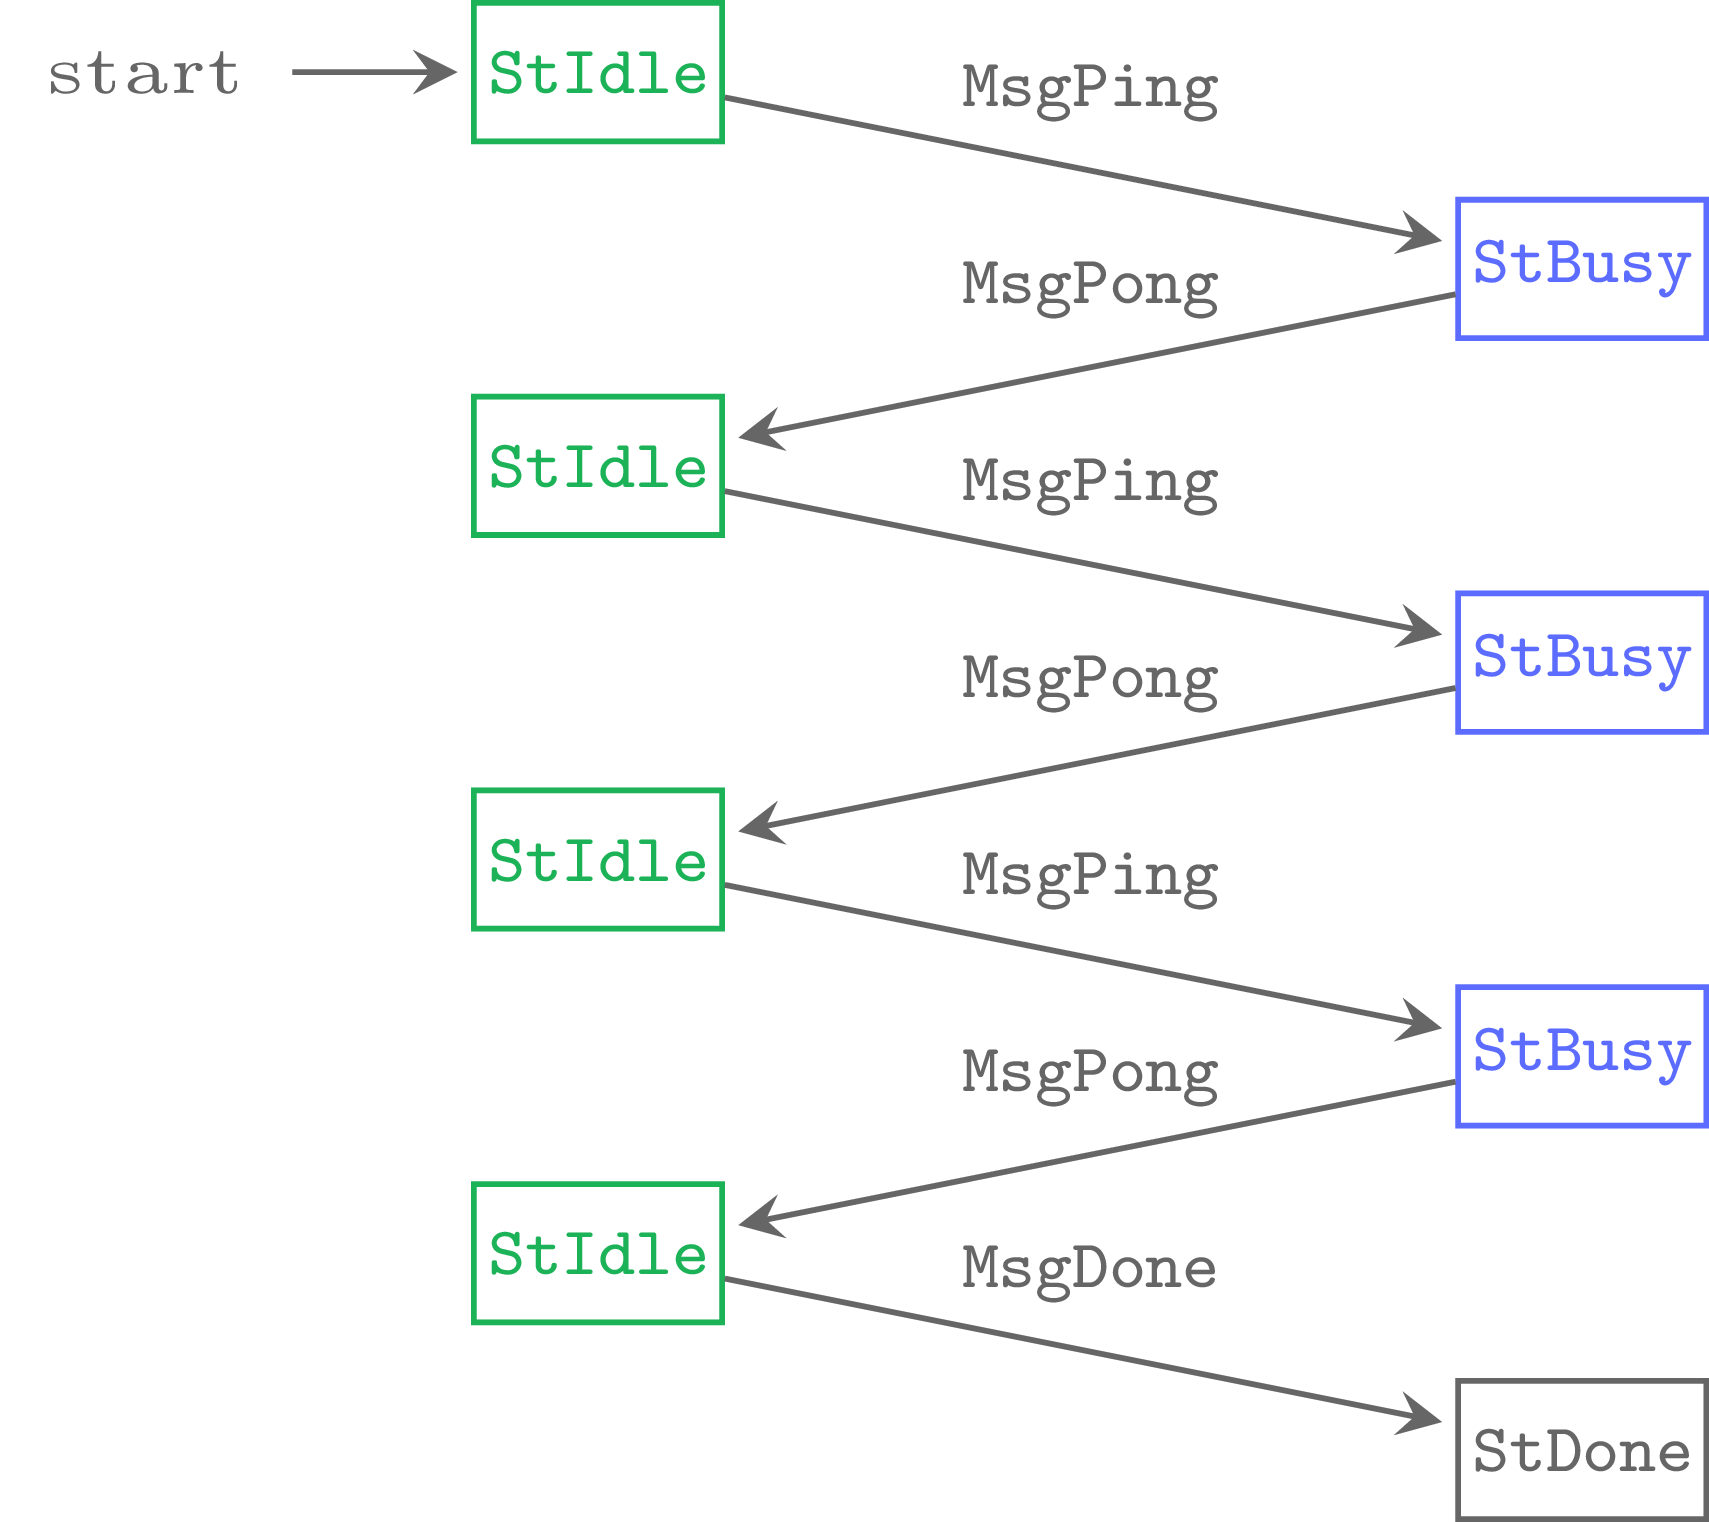 start
StIdle
MsgPing
StBusy
MsgPong
StIdle
MsgPing
StBusy
MsgPong
StIdle
MsgPing
StBusy
MsgPong
StIdle
MsgDone
StDone